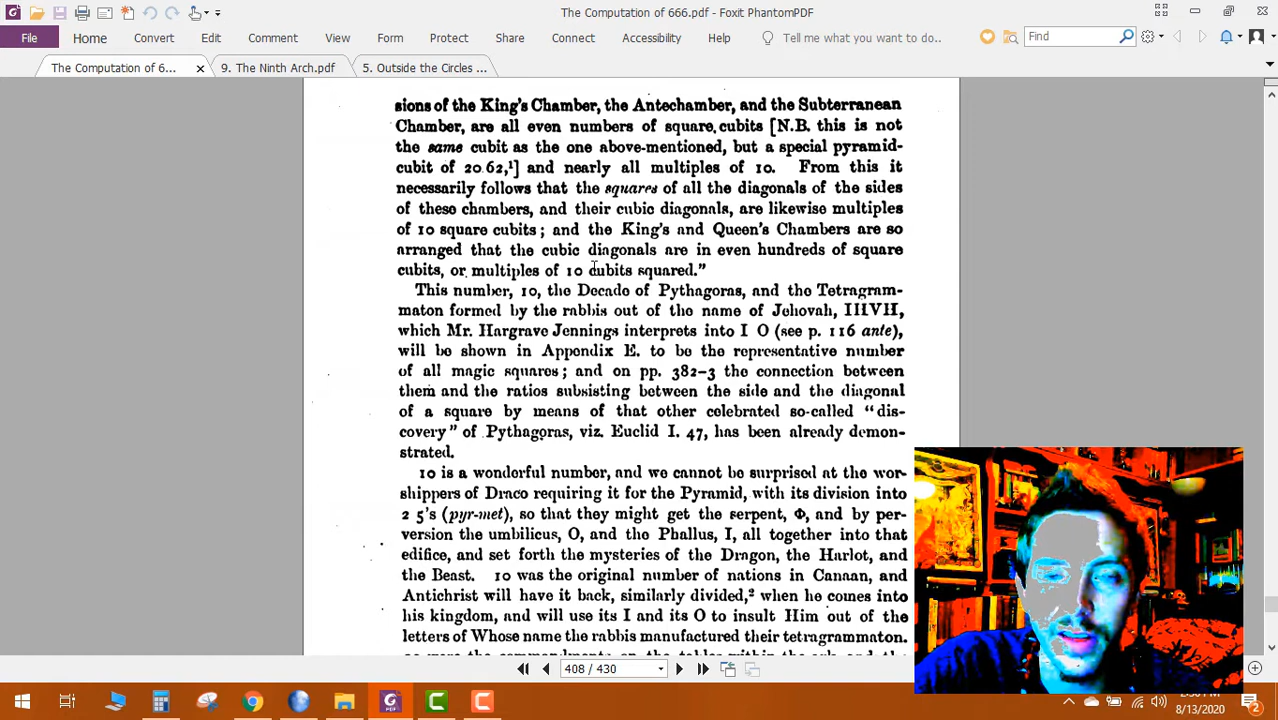 The Computation of 666.pdf - Foxit PhantomPDF
File Home Convert Edit Comment View Form Protect Share Connect Accessibility Help Tell me what you want to do.. Find
The Computation of 6... 9. The Ninth Arch.pdf 5. Outside the Circles ...
sions of the King's Chamber, the Antechamber, and the Subterranean
Chamber, are all even numbers of square cubits [N.B. this is not
the same cubit as the one above-mentioned, but a special pyramid-
cubit of 20·62,¹] and nearly all multiples of 10. From this it
necessarily follows that the squares of all the diagonals of the sides
of these chambers, and their cubic diagonals, are likewise multiples
of 10 square cubits; and the King's and Queen's Chambers are so
arranged that the cubic diagonals are in even hundreds of square
cubits, or multiples of 10 cubits squared."
This number, 10, the Decade of Pythagoras, and the Tetragram-
maton formed by the rabbis out of the name of Jehovah, IHVH,
which Mr. Hargrave Jennings interprets into I O (see p. 116 ante),
will be shown in Appendix E. to be the representative number
of all magic squares; and on pp. 382-3 the connection between
them and the ratios subsisting between the side and the diagonal
of a square by means of that other celebrated so-called "dis-
covery" of Pythagoras, viz. Euclid I. 47, has been already demon-
strated.
10 is a wonderful number, and we cannot be surprised at the wor-
shippers of Draco requiring it for the Pyramid, with its division into
2 5's (pyr-met), so that they might get the serpent, Φ, and by per-
version the umbilicus, O, and the Phallus, I, all together into that
edifice, and set forth the mysteries of the Dragon, the Harlot, and
the Beast. 10 was the original number of nations in Canaan, and
Antichrist will have it back, similarly divided,² when he comes into
his kingdom, and will use its I and its O to insult Him out of the
letters of Whose name the rabbis manufactured their tetragrammaton.
408 / 430
8/13/2020
2